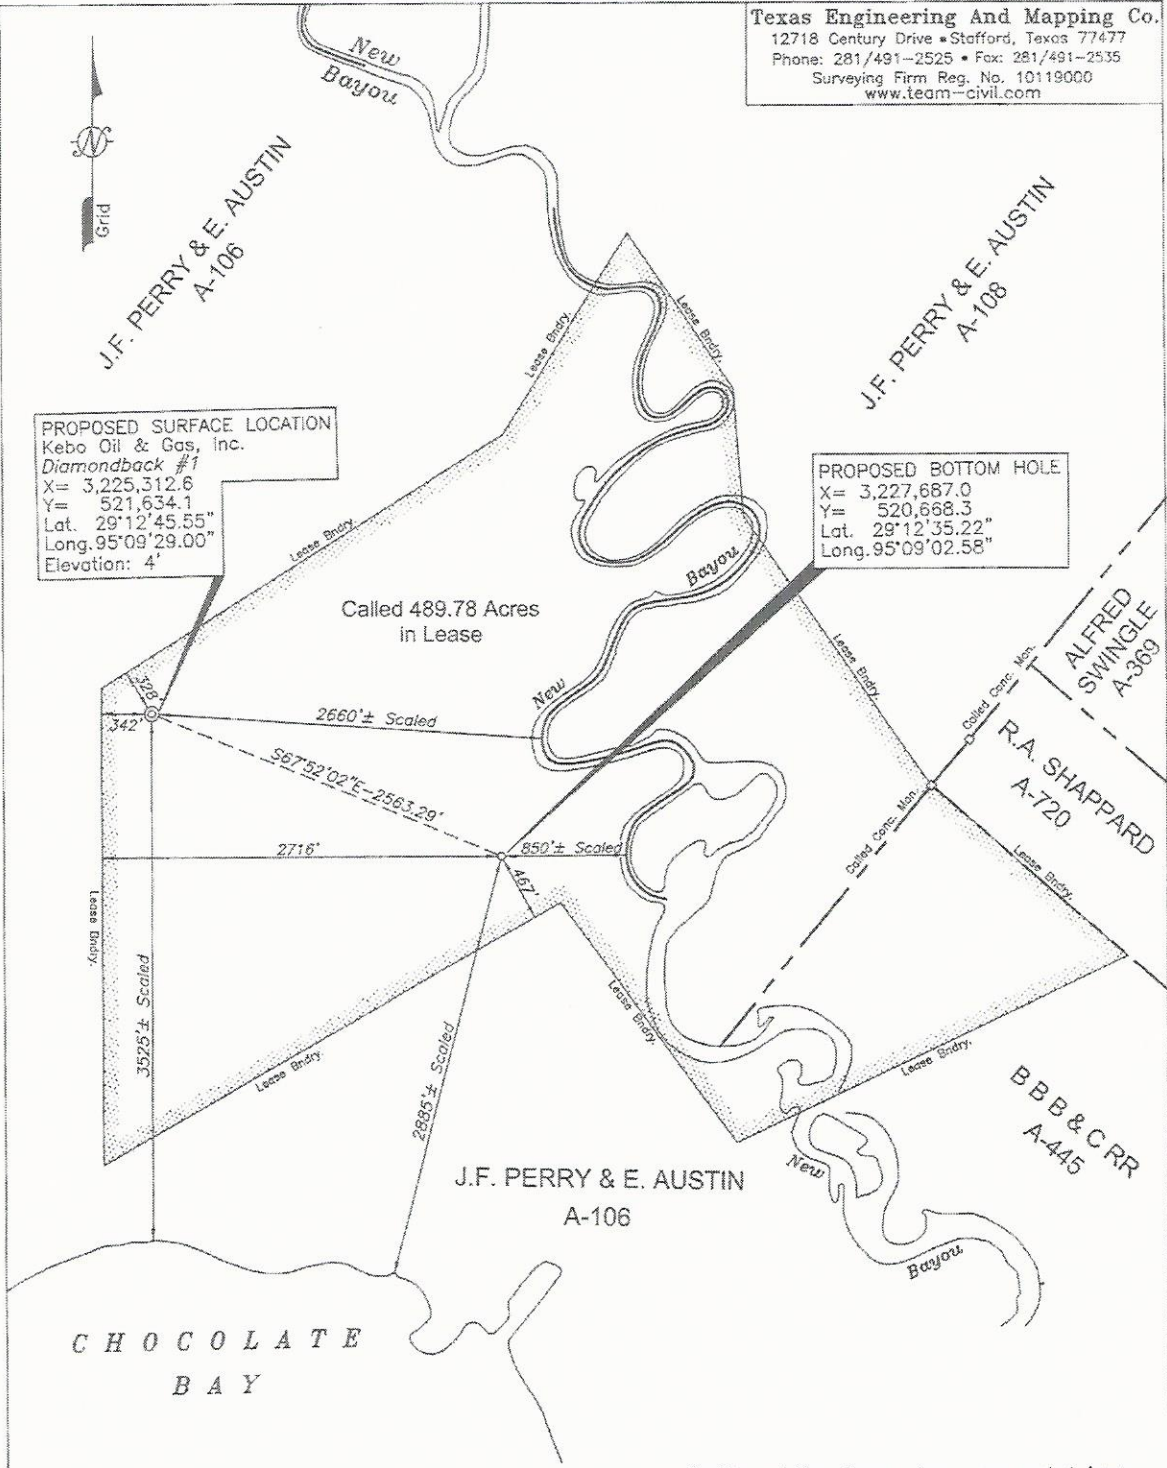 Texas Engineering And Mapping Co.
12718 Century Drive • Stafford, Texas 77477
Phone: 281/491-2525 • Fax: 281/491-2535
Surveying Firm Reg. No. 10119000
www.team-civil.com
New
Bayou
N
Grid
J.F. PERRY & E. AUSTIN
A-106
J.F. PERRY & E. AUSTIN
A-108
Lease Bndry.
Lease Bndry.
PROPOSED SURFACE LOCATION
Kebo Oil & Gas, Inc.
Diamondback #1
X= 3,225,312.6
Y= 521,634.1
Lat. 29°12'45.55"
Long. 95°09'29.00"
Elevation: 4'
PROPOSED BOTTOM HOLE
X= 3,227,687.0
Y= 520,668.3
Lat. 29°12'35.22"
Long. 95°09'02.58"
Lease Bndry.
Called 489.78 Acres
in Lease
New
Bayou
Lease Bndry.
ALFRED
SWINGLE
A-369
Called Conc. Mon.
R.A. SHAPPARD
A-720
328'
342'
2660'± Scaled
S67°52'02"E-2563.29'
2716'
850'± Scaled
467'
Called Conc. Mon.
Lease Bndry.
Lease Bndry.
3525'± Scaled
Lease Bndry.
2885'± Scaled
Lease Bndry.
Lease Bndry.
B B B & C RR
A-445
J.F. PERRY & E. AUSTIN
A-106
New
Bayou
CHOCOLATE
BAY